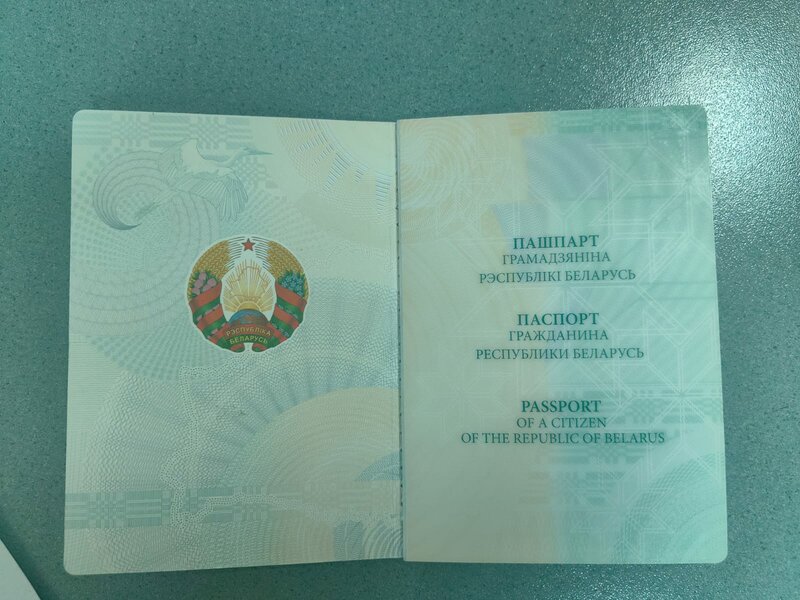 РЭСПУБЛІКА
БЕЛАРУСЬ
ПАШПАРТ
ГРАМАДЗЯНІНА
РЭСПУБЛІКІ БЕЛАРУСЬ
ПАСПОРТ
ГРАЖДАНИНА
РЕСПУБЛИКИ БЕЛАРУСЬ
PASSPORT
OF A CITIZEN
OF THE REPUBLIC OF BELARUS